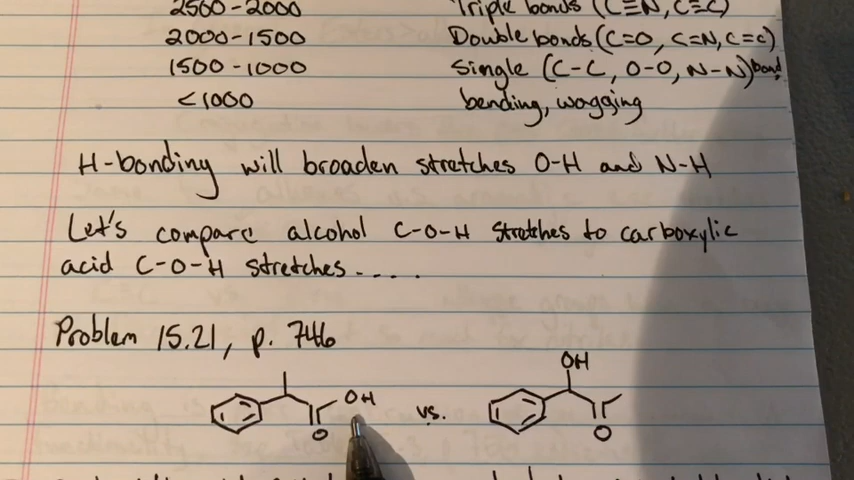 2500-2000 Triple bonds (C≡N, C≡C)
2000-1500 Double bonds (C=O, C=N, C=C)
1500-1000 Single (C-C, O-O, N-N) bond
<1000 bending, wagging
H-bonding will broaden stretches O-H and N-H
Let's compare alcohol C-O-H stretches to carboxylic
acid C-O-H stretches....
Problem 15.21, p. 746
OH
OH vs.
O O